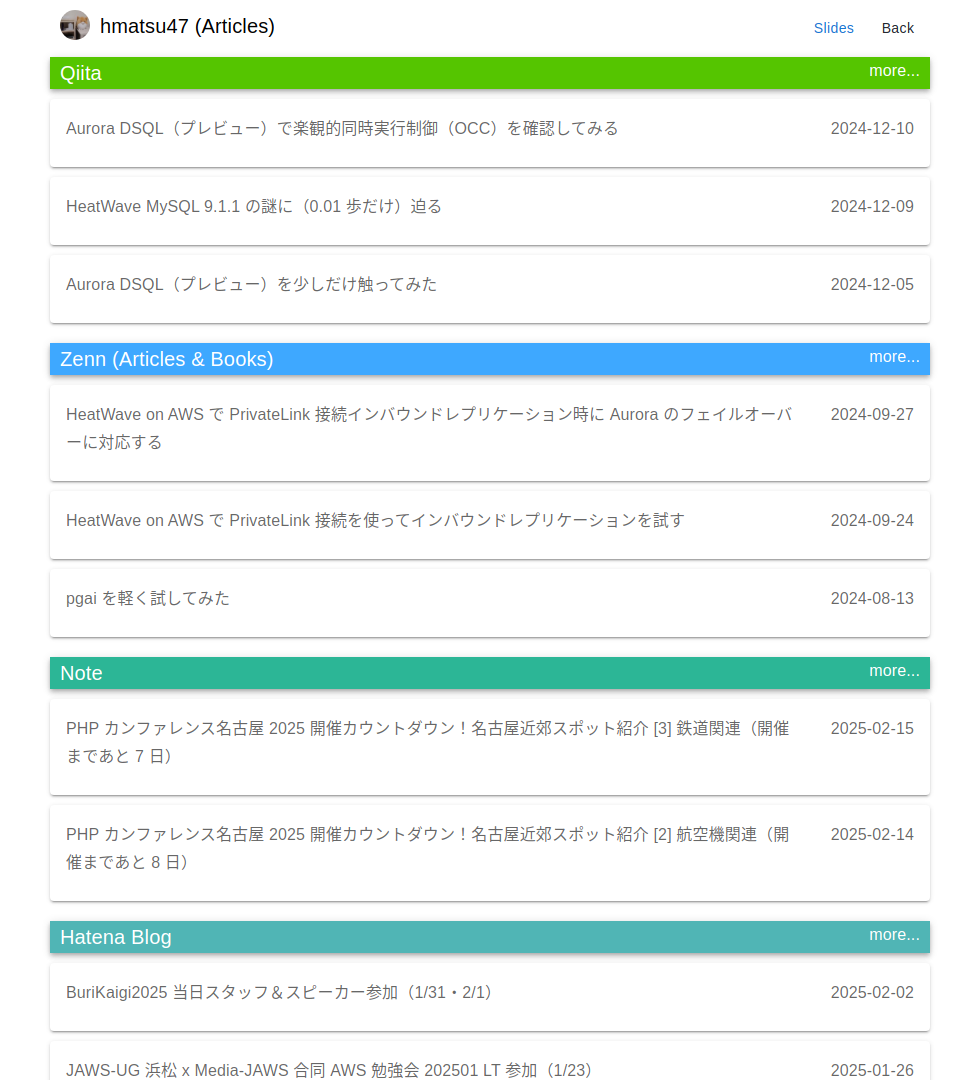 hmatsu47 (Articles)
Slides Back
Qiita more...
Aurora DSQL（プレビュー）で楽観的同時実行制御（OCC）を確認してみる 2024-12-10
HeatWave MySQL 9.1.1 の謎に（0.01 歩だけ）迫る 2024-12-09
Aurora DSQL（プレビュー）を少しだけ触ってみた 2024-12-05
Zenn (Articles & Books) more...
HeatWave on AWS で PrivateLink 接続インバウンドレプリケーション時に Aurora のフェイルオーバ 2024-09-27
ーに対応する
HeatWave on AWS で PrivateLink 接続を使ってインバウンドレプリケーションを試す 2024-09-24
pgai を軽く試してみた 2024-08-13
Note more...
PHP カンファレンス名古屋 2025 開催カウントダウン！名古屋近郊スポット紹介 [3] 鉄道関連（開催 2025-02-15
まであと 7 日）
PHP カンファレンス名古屋 2025 開催カウントダウン！名古屋近郊スポット紹介 [2] 航空機関連（開 2025-02-14
催まであと 8 日）
Hatena Blog more...
BuriKaigi2025 当日スタッフ＆スピーカー参加（1/31・2/1） 2025-02-02
JAWS-UG 浜松 x Media-JAWS 合同 AWS 勉強会 202501 LT 参加（1/23） 2025-01-26